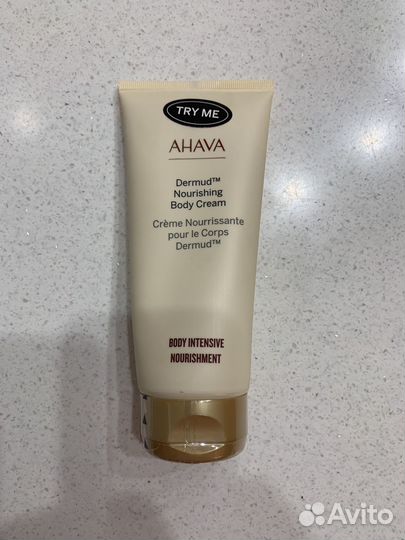 TRY ME
AHAVA
Dermud™
Nourishing
Body Cream
Crème Nourrissante
pour le Corps
Dermud™
BODY INTENSIVE
NOURISHMENT
Avito